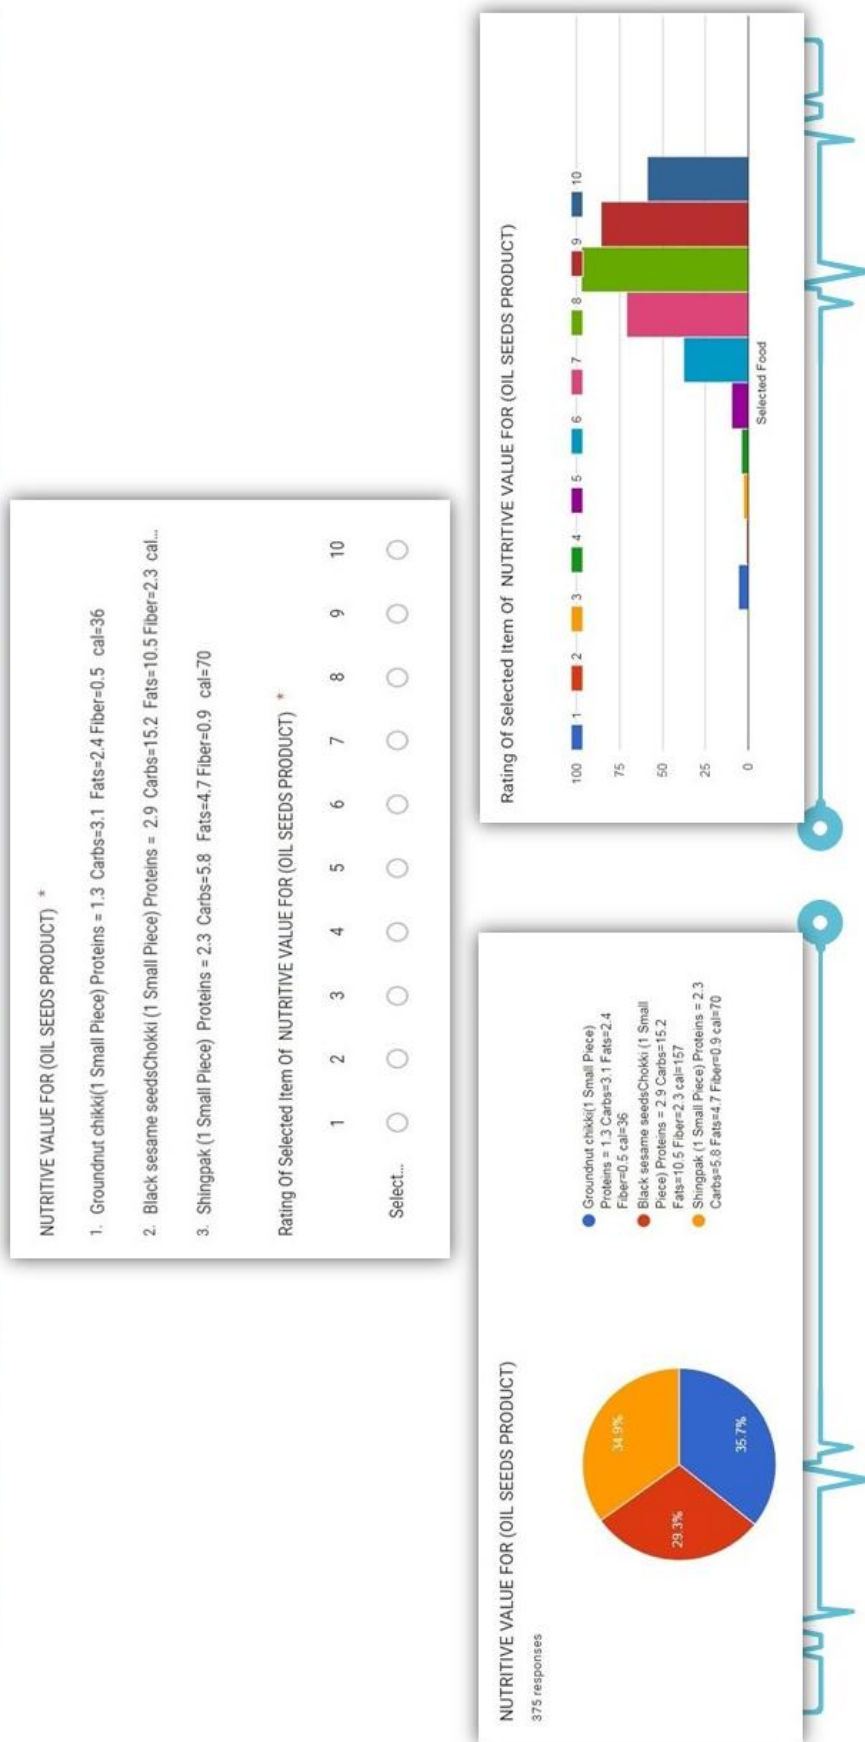 NUTRITIVE VALUE FOR (OIL SEEDS PRODUCT) *
1. Groundnut chikki(1 Small Piece) Proteins = 1.3 Carbs=3.1 Fats=2.4 Fiber=0.5 cal=36
2. Black sesame seedsChokki (1 Small Piece) Proteins = 2.9 Carbs=15.2 Fats=10.5 Fiber=2.3 cal...
3. Shingpak (1 Small Piece) Proteins = 2.3 Carbs=5.8 Fats=4.7 Fiber=0.9 cal=70
Rating Of Selected Item Of NUTRITIVE VALUE FOR (OIL SEEDS PRODUCT) *
1 2 3 4 5 6 7 8 9 10
Select...
NUTRITIVE VALUE FOR (OIL SEEDS PRODUCT)
375 responses
34.9%
29.3%
35.7%
Groundnut chikki(1 Small Piece)
Proteins = 1.3 Carbs=3.1 Fats=2.4
Fiber=0.5 cal=36
Black sesame seedsChokki (1 Small
Piece) Proteins = 2.9 Carbs=15.2
Fats=10.5 Fiber=2.3 cal=157
Shingpak (1 Small Piece) Proteins = 2.3
Carbs=5.8 Fats=4.7 Fiber=0.9 cal=70
Rating Of Selected Item Of NUTRITIVE VALUE FOR (OIL SEEDS PRODUCT)
1 2 3 4 5 6 7 8 9 10
100
75
50
25
0
Selected Food